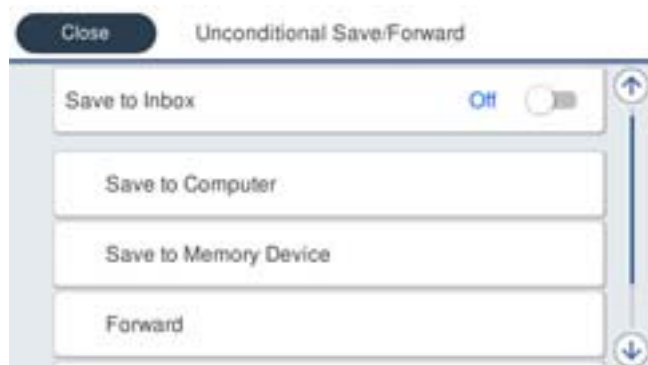 Close
Unconditional Save/Forward
Save to Inbox
Off
Save to Computer
Save to Memory Device
Forward